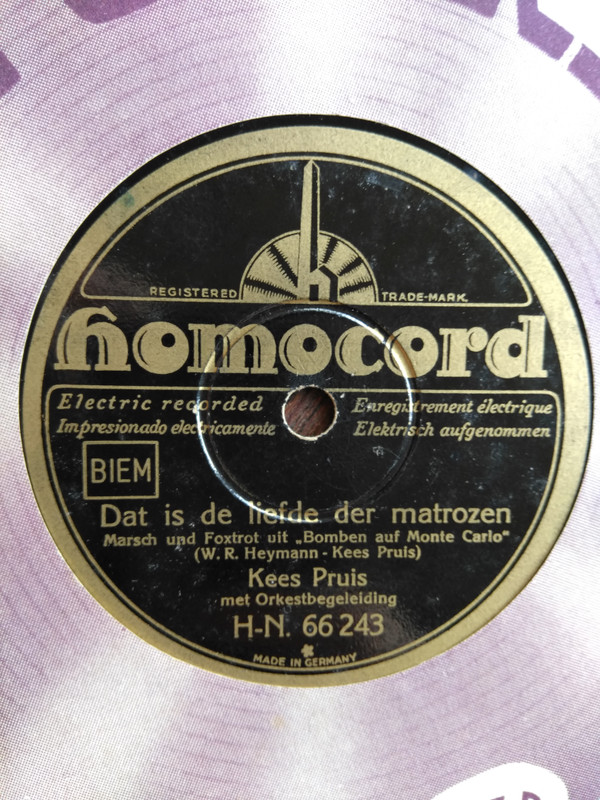 REGISTERED TRADE-MARK.
homocord
Electric recorded Enregistrement électrique
Impresionado electricamente Elektrisch aufgenommen
BIEM
Dat is de liefde der matrozen
Marsch und Foxtrot uit „Bomben auf Monte Carlo"
(W. R. Heymann - Kees Pruis)
Kees Pruis
met Orkestbegeleiding
H-N. 66 243
MADE IN GERMANY